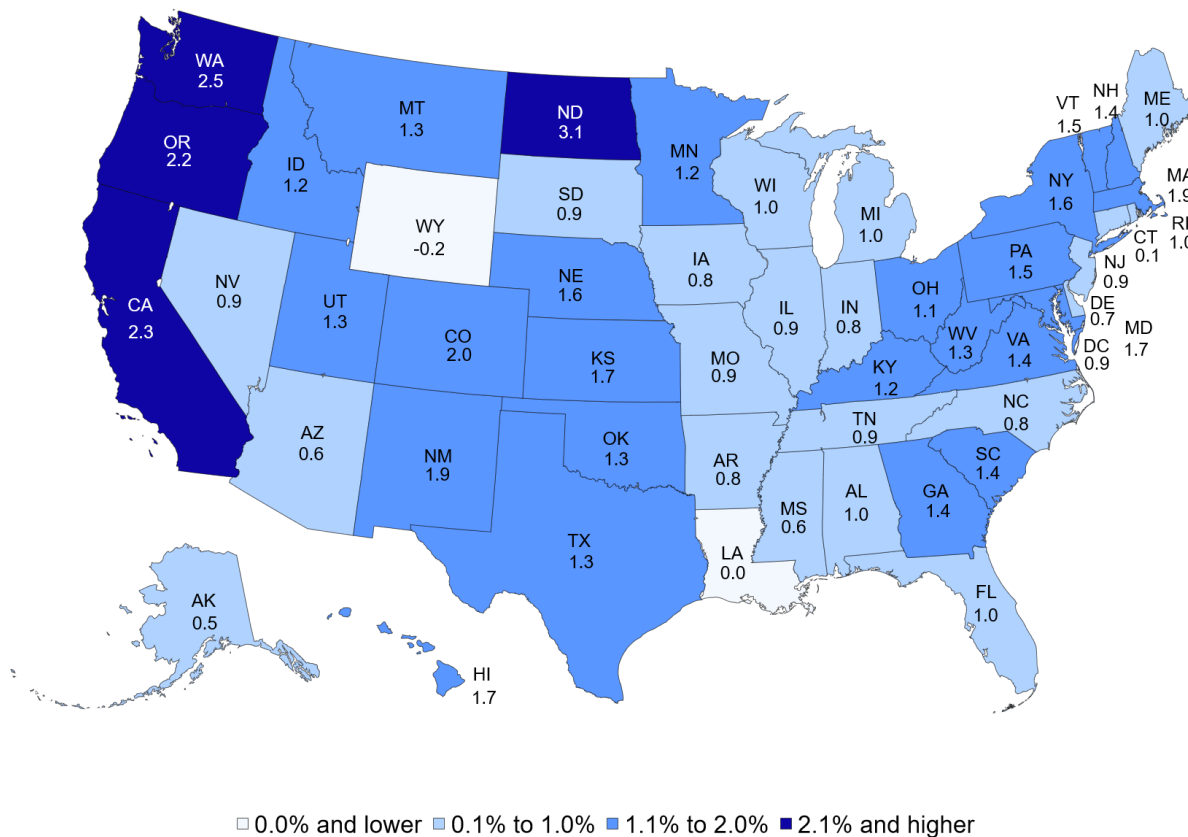 WA
2.5
OR
2.2
CA
2.3
ID
1.2
NV
0.9
MT
1.3
WY
-0.2
UT
1.3
AZ
0.6
CO
2.0
NM
1.9
ND
3.1
SD
0.9
NE
1.6
KS
1.7
OK
1.3
TX
1.3
MN
1.2
IA
0.8
MO
0.9
AR
0.8
LA
0.0
WI
1.0
IL
0.9
MI
1.0
IN
0.8
OH
1.1
KY
1.2
TN
0.9
MS
0.6
AL
1.0
GA
1.4
FL
1.0
SC
1.4
NC
0.8
VA
1.4
WV
1.3
PA
1.5
NY
1.6
VT
1.5
NH
1.4
ME
1.0
MA
1.9
RI
1.0
CT
0.1
NJ
0.9
DE
0.7
MD
1.7
DC
0.9
AK
0.5
HI
1.7
0.0% and lower 0.1% to 1.0% 1.1% to 2.0% 2.1% and higher